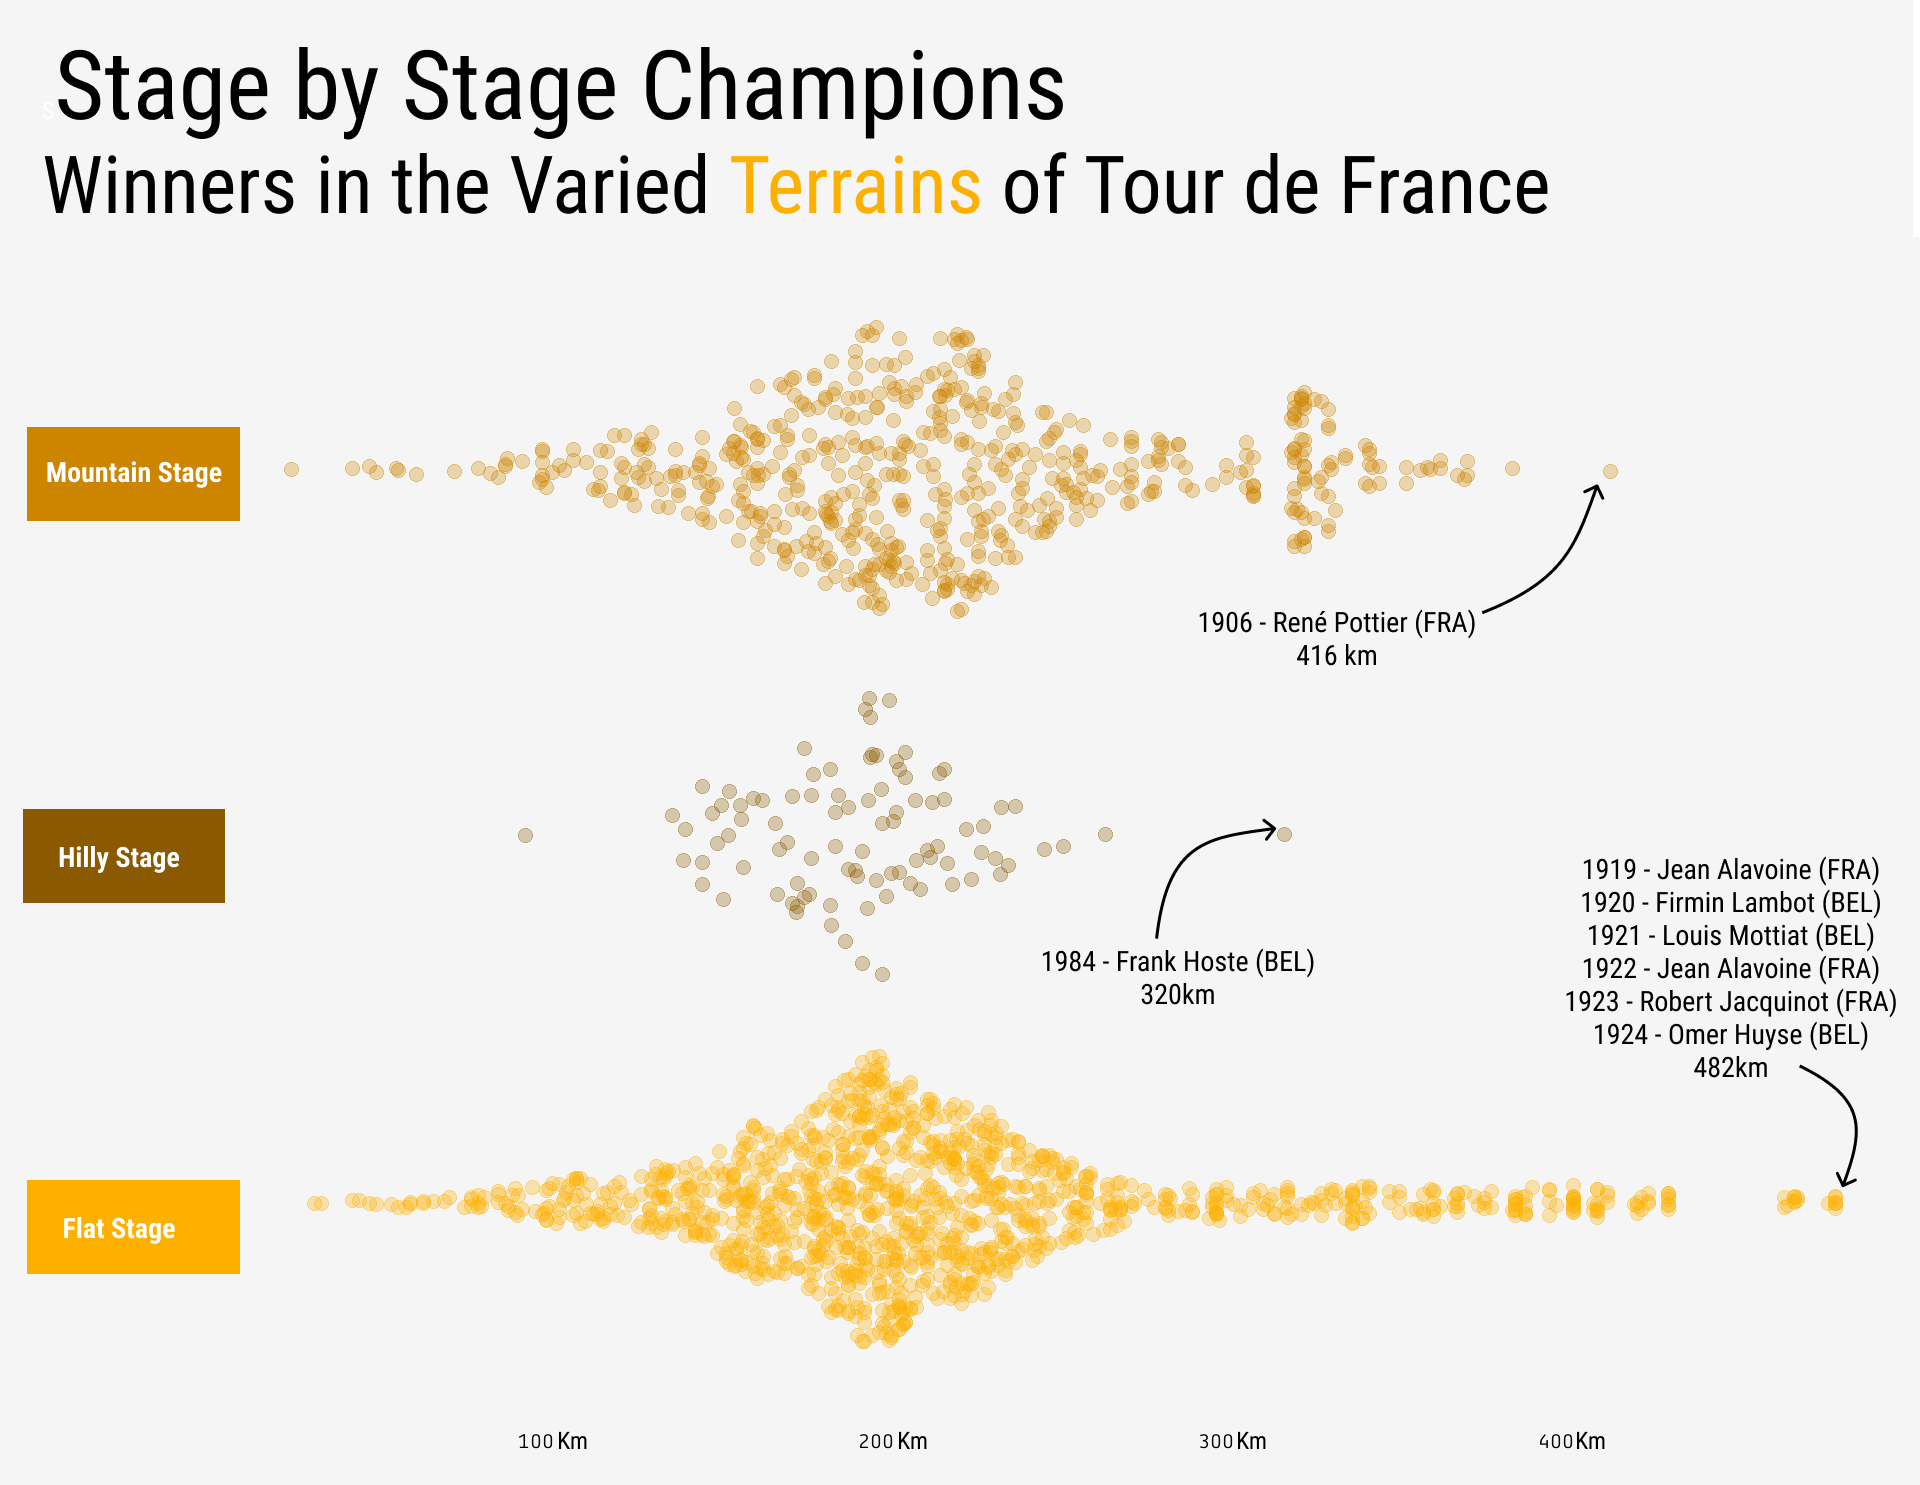 Stage by Stage Champions
Winners in the Varied Terrains of Tour de France
Mountain Stage
1906 - René Pottier (FRA)
416 km
Hilly Stage
1984 - Frank Hoste (BEL)
320km
1919 - Jean Alavoine (FRA)
1920 - Firmin Lambot (BEL)
1921 - Louis Mottiat (BEL)
1922 - Jean Alavoine (FRA)
1923 - Robert Jacquinot (FRA)
1924 - Omer Huyse (BEL)
482km
Flat Stage
100 Km
200 Km
300 Km
400 Km